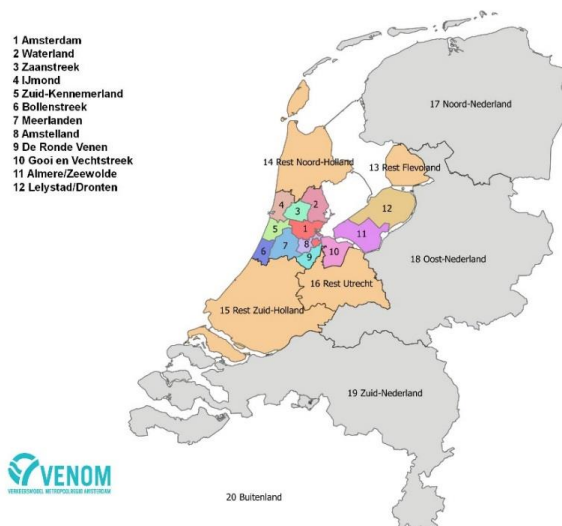 1 Amsterdam
2 Waterland
3 Zaanstreek
4 IJmond
5 Zuid-Kennemerland
6 Bollenstreek
7 Meerlanden
8 Amstelland
9 De Ronde Venen
10 Gooi en Vechtstreek
11 Almere/Zeewolde
12 Lelystad/Dronten
17 Noord-Nederland
14 Rest Noord-Holland
13 Rest Flevoland
4
3
2
12
5
1
11
6
7
8
9
10
18 Oost-Nederland
16 Rest Utrecht
15 Rest Zuid-Holland
19 Zuid-Nederland
VENOM
VERKEERSMODEL METROPOOLREGIO AMSTERDAM
20 Buitenland